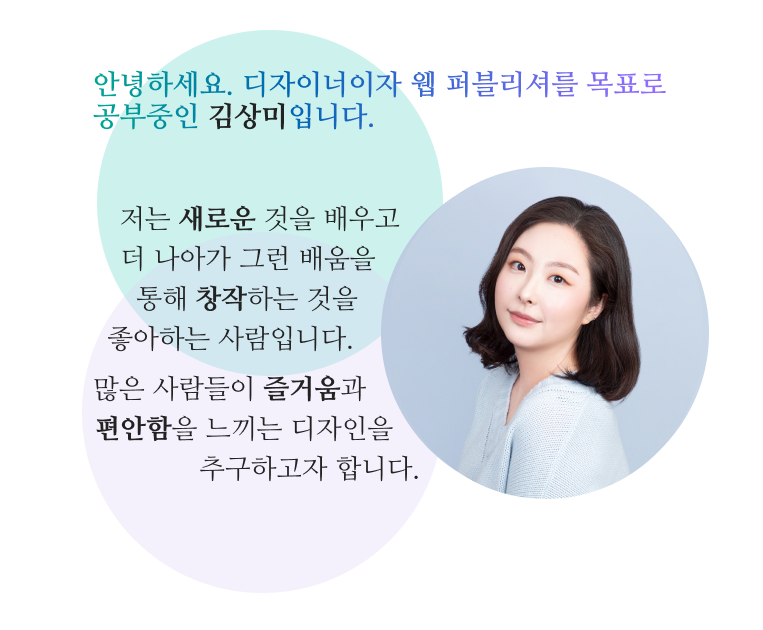 안녕하세요. 디자이너이자 웹 퍼블리셔를 목표로
공부중인 김상미입니다.
저는 새로운 것을 배우고
더 나아가 그런 배움을
통해 창작하는 것을
좋아하는 사람입니다.
많은 사람들이 즐거움과
편안함을 느끼는 디자인을
추구하고자 합니다.